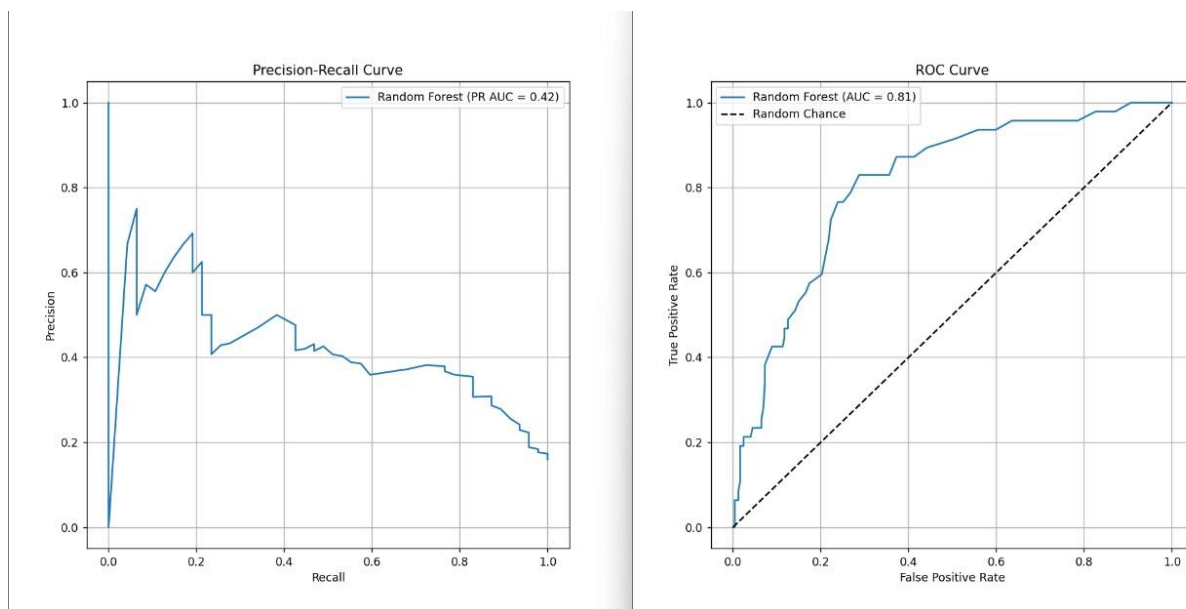 Precision-Recall Curve
Random Forest (PR AUC = 0.42)
1.0
0.8
0.6
0.4
0.2
0.0
Precision
0.0 0.2 0.4 0.6 0.8 1.0
Recall
ROC Curve
Random Forest (AUC = 0.81)
Random Chance
1.0
0.8
0.6
0.4
0.2
0.0
True Positive Rate
0.0 0.2 0.4 0.6 0.8 1.0
False Positive Rate